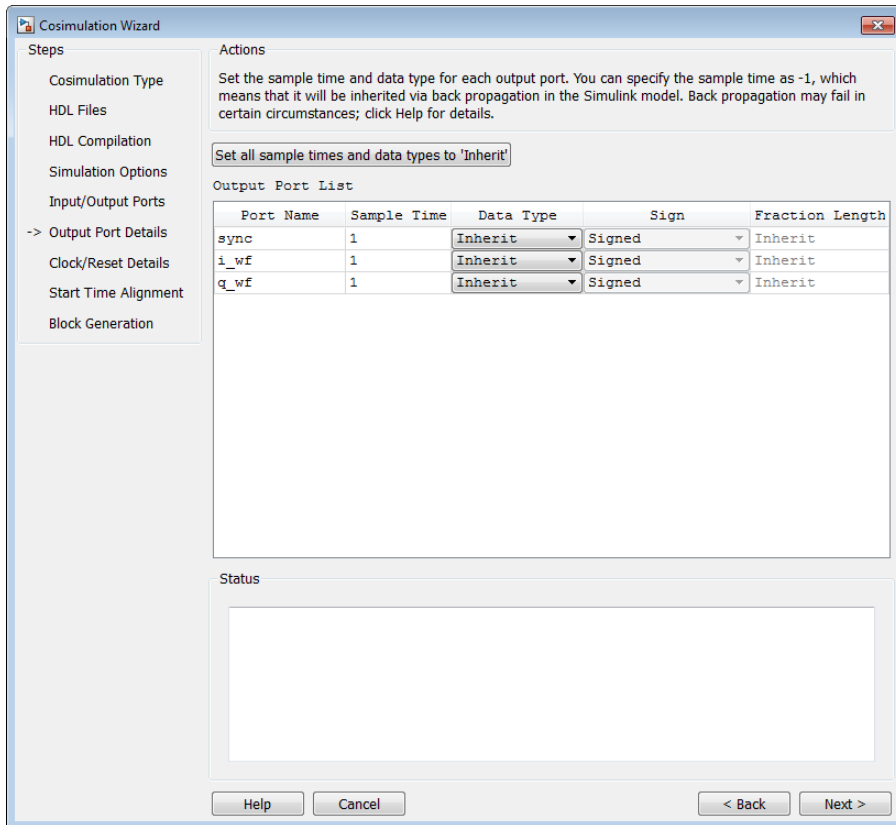 Cosimulation Wizard
Steps
Cosimulation Type
HDL Files
HDL Compilation
Simulation Options
Input/Output Ports
-> Output Port Details
Clock/Reset Details
Start Time Alignment
Block Generation
Actions
Set the sample time and data type for each output port. You can specify the sample time as -1, which
means that it will be inherited via back propagation in the Simulink model. Back propagation may fail in
certain circumstances; click Help for details.
Set all sample times and data types to 'Inherit'
Output Port List
Port Name Sample Time Data Type Sign Fraction Length
sync 1 Inherit Signed Inherit
i_wf 1 Inherit Signed Inherit
q_wf 1 Inherit Signed Inherit
Status
Help Cancel < Back Next >